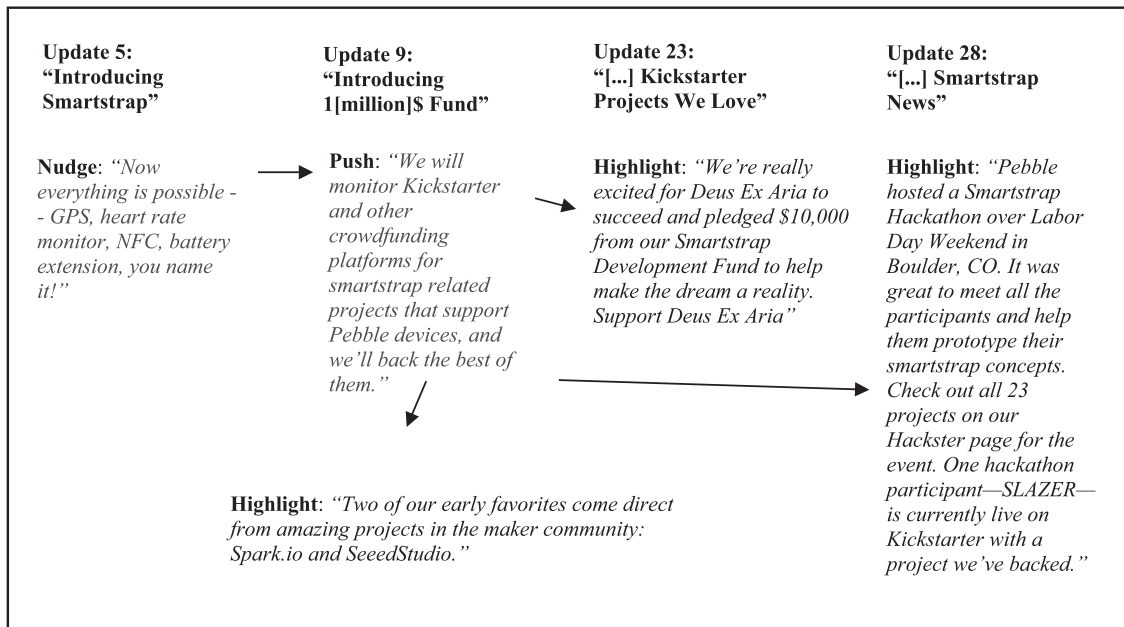 Update 5:
“Introducing
Smartstrap”
Nudge: “Now
everything is possible -
- GPS, heart rate
monitor, NFC, battery
extension, you name
it!”
Update 9:
“Introducing
1[million]$ Fund”
Push: “We will
monitor Kickstarter
and other
crowdfunding
platforms for
smartstrap related
projects that support
Pebble devices, and
we’ll back the best of
them.”
Highlight: “Two of our early favorites come direct
from amazing projects in the maker community:
Spark.io and SeeedStudio.”
Update 23:
“[...] Kickstarter
Projects We Love”
Highlight: “We’re really
excited for Deus Ex Aria to
succeed and pledged $10,000
from our Smartstrap
Development Fund to help
make the dream a reality.
Support Deus Ex Aria”
Update 28:
“[...] Smartstrap
News”
Highlight: “Pebble
hosted a Smartstrap
Hackathon over Labor
Day Weekend in
Boulder, CO. It was
great to meet all the
participants and help
them prototype their
smartstrap concepts.
Check out all 23
projects on our
Hackster page for the
event. One hackathon
participant—SLAZER—
is currently live on
Kickstarter with a
project we’ve backed.”